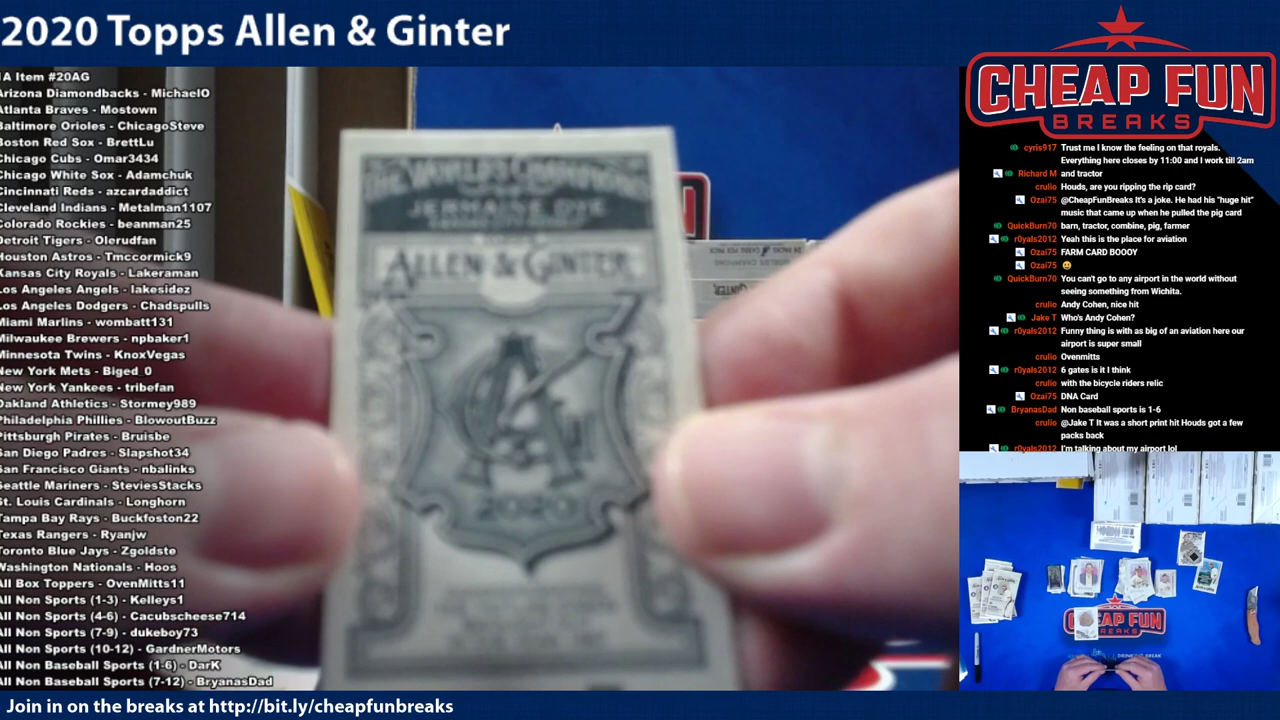 2020 Topps Allen & Ginter
IA Item #20AG
Arizona Diamondbacks - MichaelO
Atlanta Braves - Mostown
Baltimore Orioles - ChicagoSteve
Boston Red Sox - BrettLu
Chicago Cubs - Omar3434
Chicago White Sox - Adamchuk
Cincinnati Reds - azcardaddict
Cleveland Indians - Metalman1107
Colorado Rockies - beanman25
Detroit Tigers - Olerudfan
Houston Astros - Tmccormick9
Kansas City Royals - Lakeraman
Los Angeles Angels - lakesidez
Los Angeles Dodgers - Chadspulls
Miami Marlins - wombatt131
Milwaukee Brewers - npbaker1
Minnesota Twins - KnoxVegas
New York Mets - Biged_0
New York Yankees - tribefan
Oakland Athletics - Stormey989
Philadelphia Phillies - BlowoutBuzz
Pittsburgh Pirates - Bruisbe
San Diego Padres - Slapshot34
San Francisco Giants - nbalinks
Seattle Mariners - SteviesStacks
St. Louis Cardinals - Longhorn
Tampa Bay Rays - Buckfoston22
Texas Rangers - Ryanjw
Toronto Blue Jays - Zgoldste
Washington Nationals - Hoos
All Box Toppers - OvenMitts11
All Non Sports (1-3) - Kelleys1
All Non Sports (4-6) - Cacubscheese714
All Non Sports (7-9) - dukeboy73
All Non Sports (10-12) - GardnerMotors
All Non Baseball Sports (1-6) - DarK
All Non Baseball Sports (7-12) - BryanasDad
The WORLD'S CHAMPIONS
JERMAINE DYE
ALLEN & GINTER
2020
CHEAP FUN
BREAKS
cyris917 Trust me I know the feeling on that royals.
Everything here closes by 11:00 and I work till 2am
Richard M and tractor
crulio Houds, are you ripping the rip card?
Ozai75 @CheapFunBreaks It's a joke. He had his "huge hit"
music that came up when he pulled the pig card
QuickBurn70 barn, tractor, combine, pig, farmer
r0yals2012 Yeah this is the place for aviation
Ozai75 FARM CARD BOOOY
Ozai75 😀
QuickBurn70 You can't go to any airport in the world without
seeing something from Wichita.
crulio Andy Cohen, nice hit
Jake T Who's Andy Cohen?
r0yals2012 Funny thing is with as big of an aviation here our
airport is super small
crulio Ovenmitts
r0yals2012 6 gates is it I think
crulio with the bicycle riders relic
Ozai75 DNA Card
BryanasDad Non baseball sports is 1-6
crulio @Jake T It was a short print hit Houds got a few
packs back
r0yals2012 I'm talking about my airport lol
CHEAP FUN
BREAKS
Join in on the breaks at http://bit.ly/cheapfunbreaks